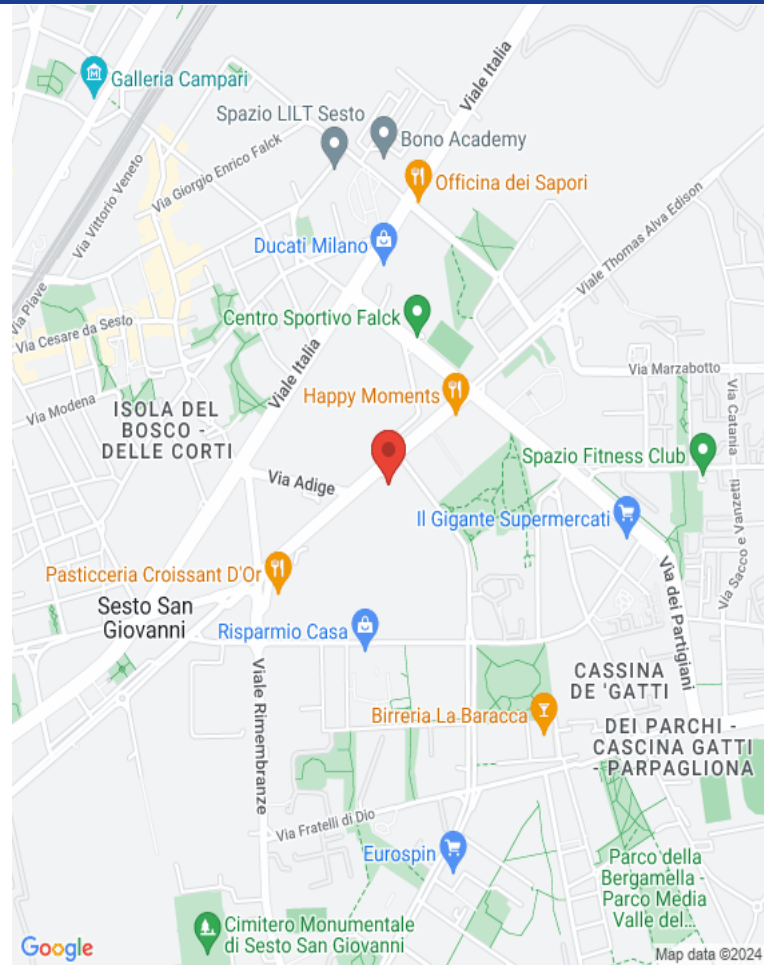 Viale Italia
Galleria Campari
Spazio LILT Sesto
Bono Academy
Via Giorgio Enrico Falck
Via Vittorio Veneto
Officina dei Sapori
Viale Thomas Alva Edison
Ducati Milano
Via Piave
Centro Sportivo Falck
Via Cesare da Sesto
Viale Italia
Via Marzabotto
Happy Moments
Via Modena
Via Catania
ISOLA DEL
BOSCO -
DELLE CORTI
Spazio Fitness Club
Via Adige
Il Gigante Supermercati
Via Sacco e Vanzetti
Pasticceria Croissant D'Or
Via dei Partigiani
Sesto San
Giovanni
Risparmio Casa
Viale Rimembranze
CASSINA
DE 'GATTI
Birreria La Baracca
DEI PARCHI -
CASCINA GATTI
- PARPAGLIONA
Via Fratelli di Dio
Eurospin
Parco della
Bergamella -
Parco Media
Valle del...
Cimitero Monumentale
di Sesto San Giovanni
Google
Map data ©2024